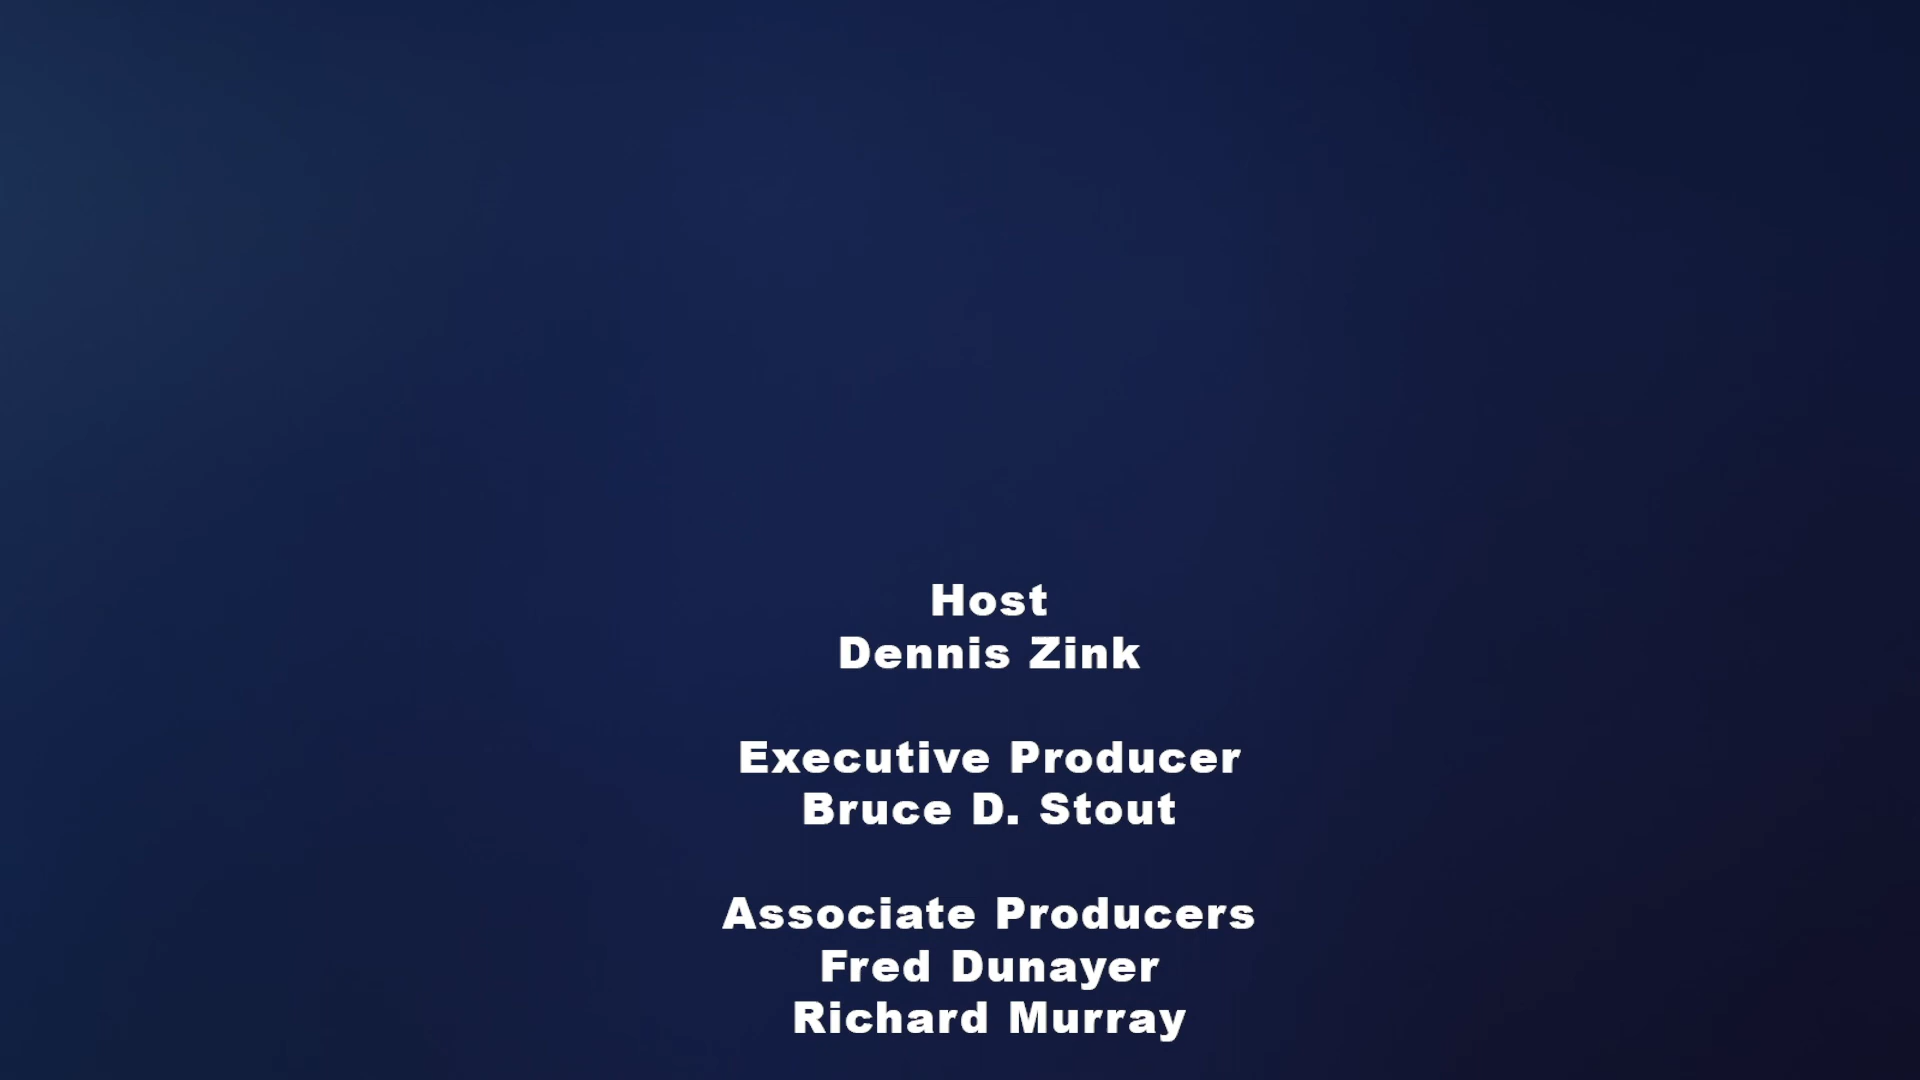 Host
Dennis Zink
Executive Producer
Bruce D. Stout
Associate Producers
Fred Dunayer
Richard Murray